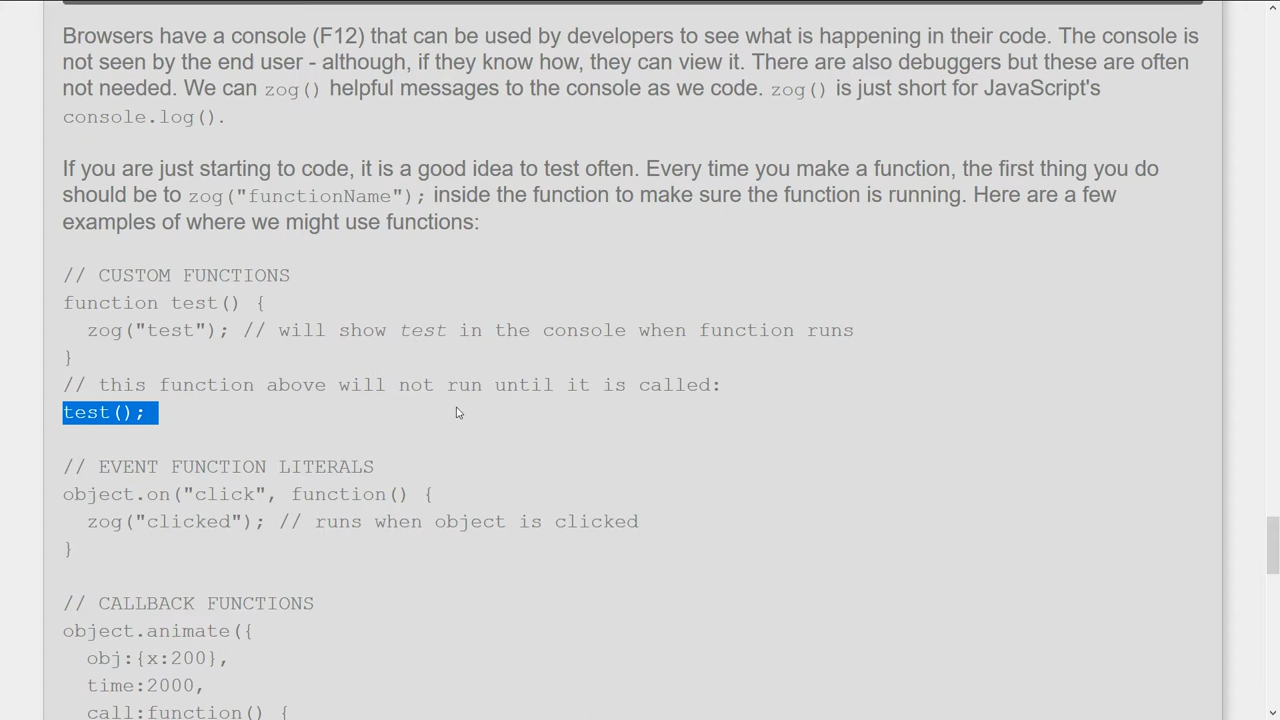 Browsers have a console (F12) that can be used by developers to see what is happening in their code. The console is
not seen by the end user - although, if they know how, they can view it. There are also debuggers but these are often
not needed. We can zog() helpful messages to the console as we code. zog() is just short for JavaScript's
console.log().
If you are just starting to code, it is a good idea to test often. Every time you make a function, the first thing you do
should be to zog("functionName"); inside the function to make sure the function is running. Here are a few
examples of where we might use functions:
// CUSTOM FUNCTIONS
function test() {
  zog("test"); // will show test in the console when function runs
}
// this function above will not run until it is called:
test();
// EVENT FUNCTION LITERALS
object.on("click", function() {
  zog("clicked"); // runs when object is clicked
}
// CALLBACK FUNCTIONS
object.animate({
  obj:{x:200},
  time:2000,
  call:function() {